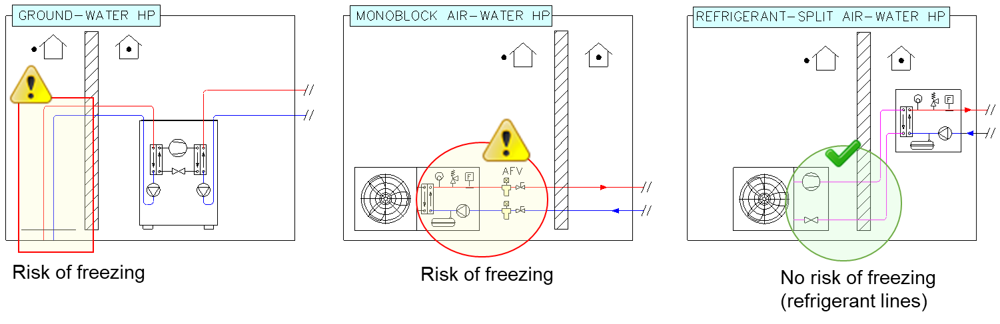 GROUND-WATER HP
MONOBLOCK AIR-WATER HP
REFRIGERANT-SPLIT AIR-WATER HP
F
F
AFV
Risk of freezing
Risk of freezing
No risk of freezing
(refrigerant lines)